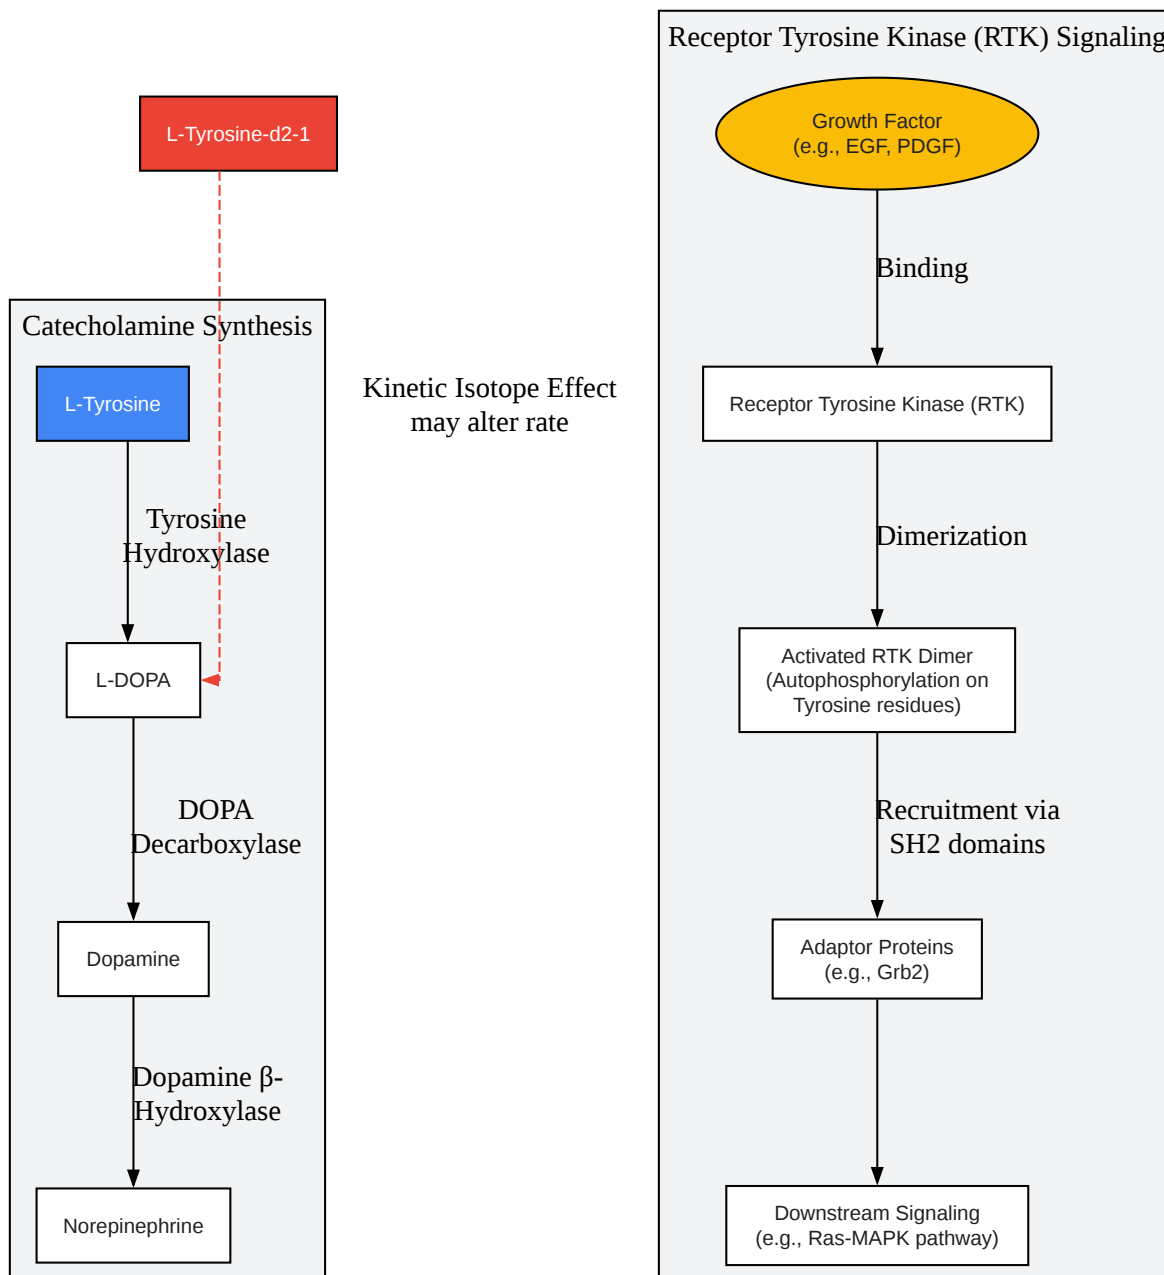 L-Tyrosine-d2-1
Catecholamine Synthesis
L-Tyrosine
Tyrosine
Hydroxylase
L-DOPA
DOPA
Decarboxylase
Dopamine
Dopamine β-
Hydroxylase
Norepinephrine
Kinetic Isotope Effect
may alter rate
Receptor Tyrosine Kinase (RTK) Signaling
Growth Factor
(e.g., EGF, PDGF)
Binding
Receptor Tyrosine Kinase (RTK)
Dimerization
Activated RTK Dimer
(Autophosphorylation on
Tyrosine residues)
Recruitment via
SH2 domains
Adaptor Proteins
(e.g., Grb2)
Downstream Signaling
(e.g., Ras-MAPK pathway)